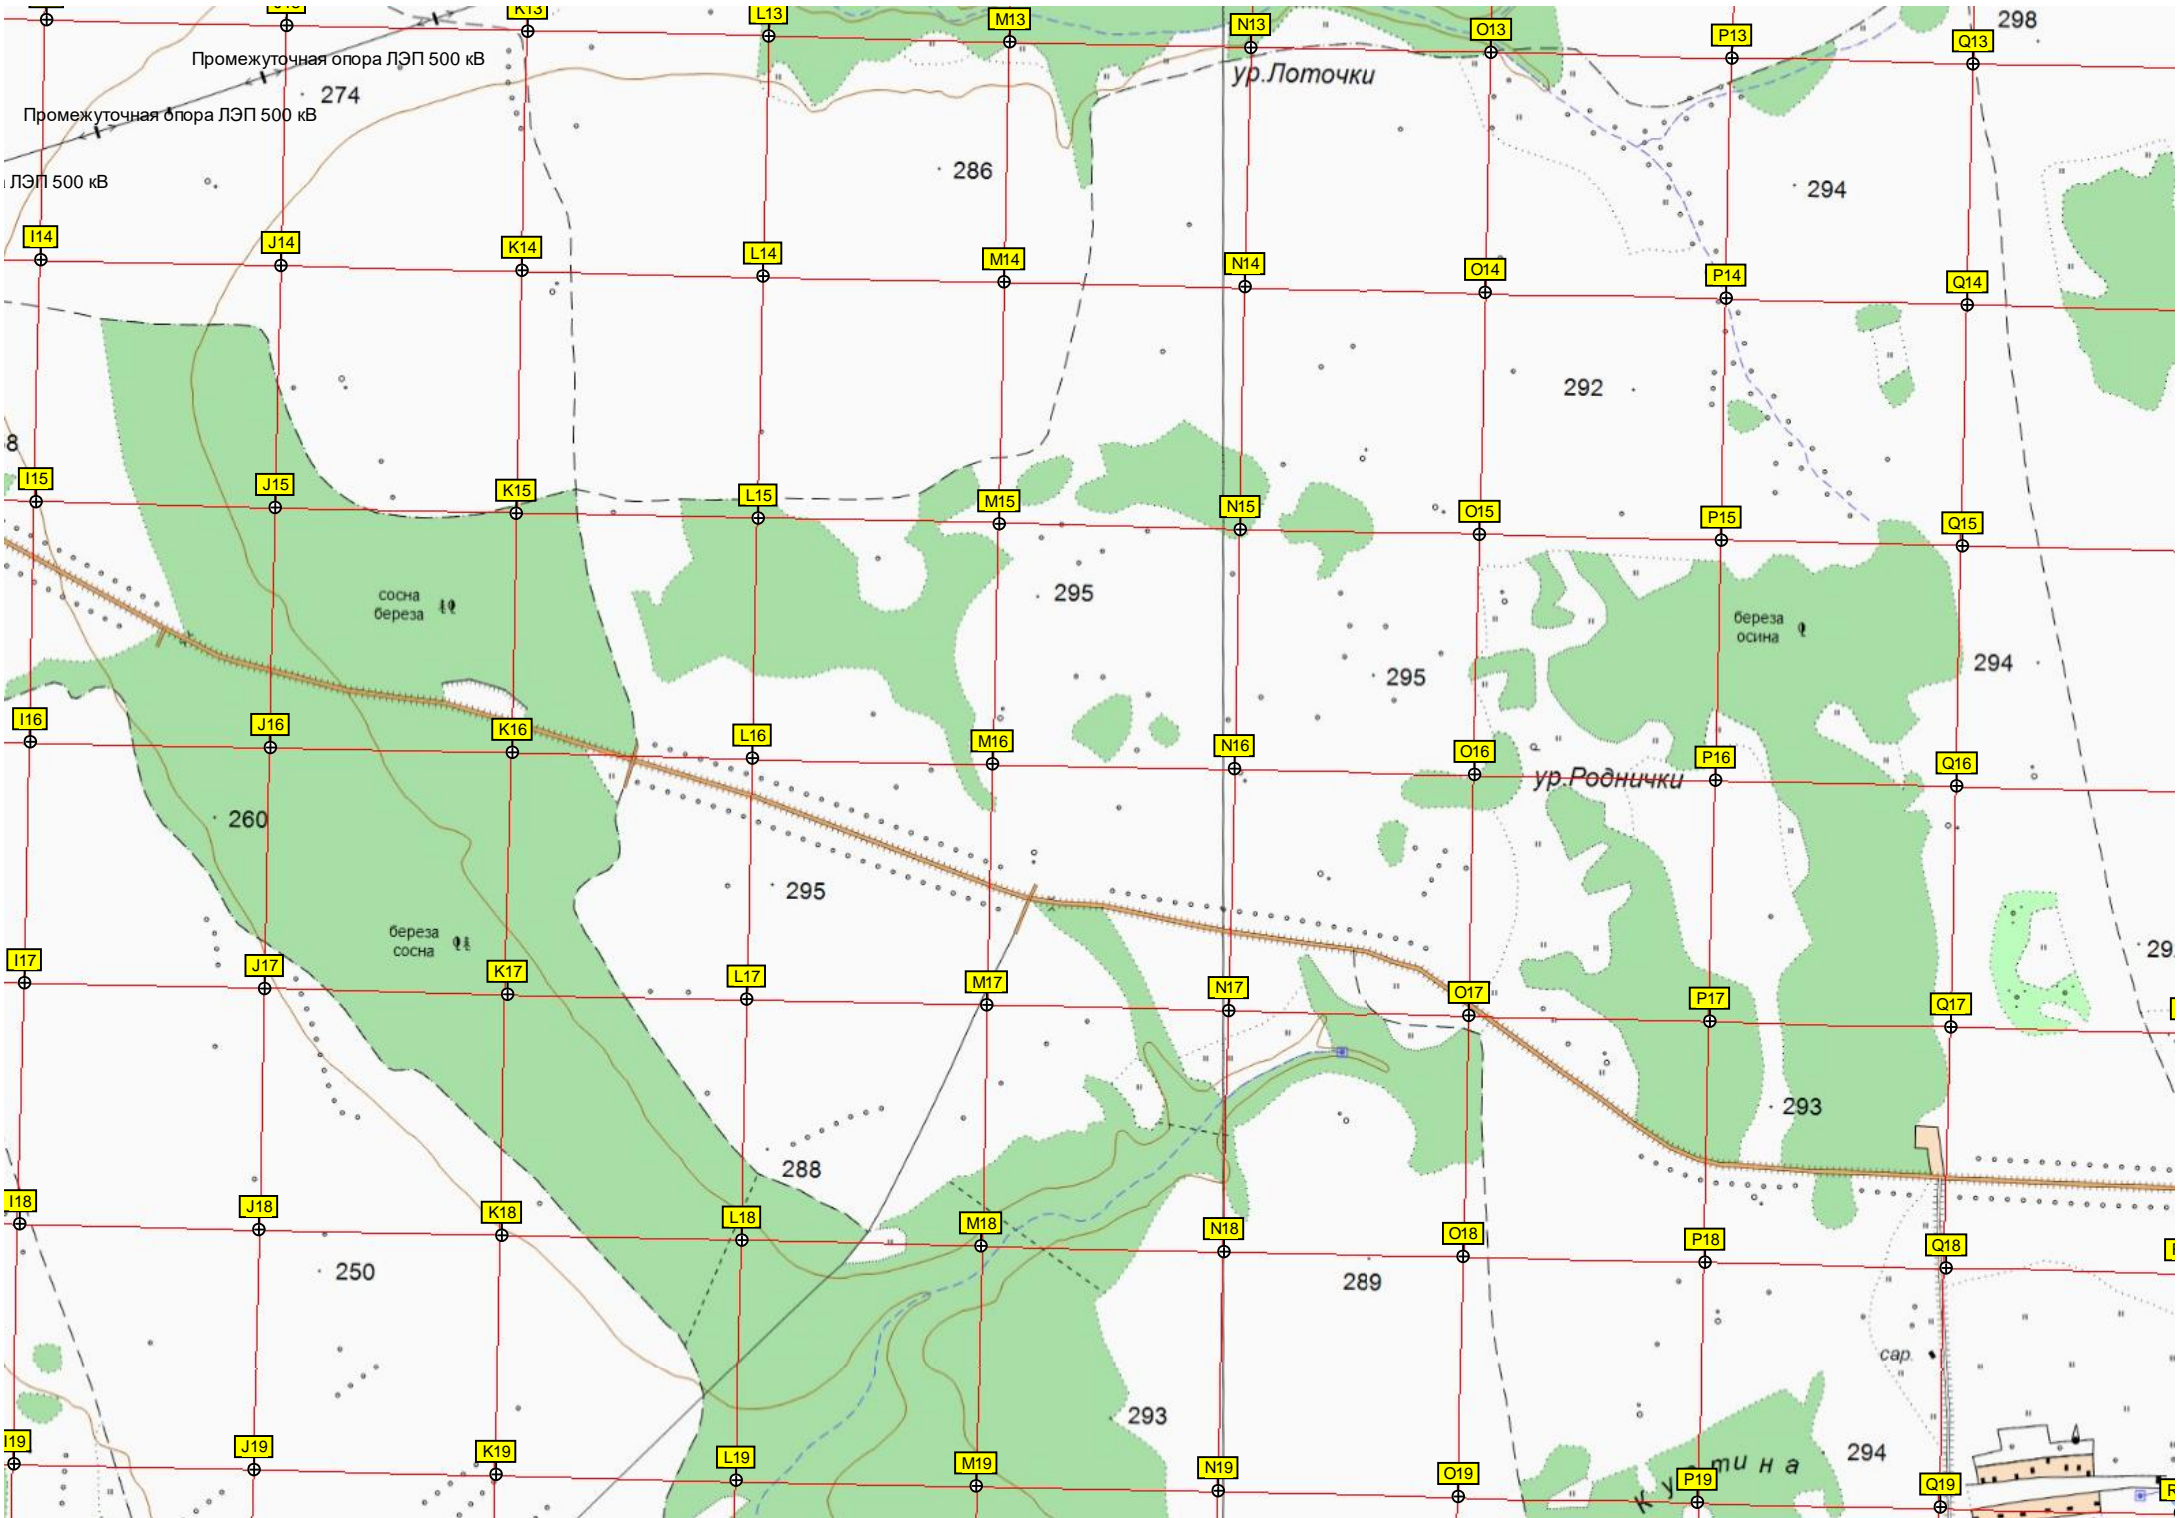 K13
L13
M13
N13
O13
P13
Q13
298
Промежуточная опора ЛЭП 500 кВ
274
ур.Лоточки
Промежуточная опора ЛЭП 500 кВ
286
294
ЛЭП 500 кВ
I14
J14
K14
L14
M14
N14
O14
P14
Q14
292
8
I15
J15
K15
L15
M15
N15
O15
P15
Q15
сосна
береза
295
береза
осина
295
294
I16
J16
K16
L16
M16
N16
O16
P16
Q16
ур.Роднички
260
295
береза
сосна
29
I17
J17
K17
L17
M17
N17
O17
P17
Q17
293
288
I18
J18
K18
L18
M18
N18
O18
P18
Q18
250
289
сар.
293
294
I19
J19
K19
L19
M19
N19
O19
P19
Q19